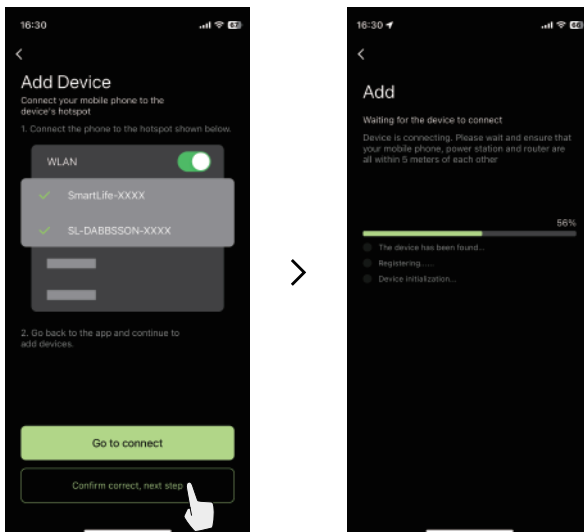 16:30
63
Add Device
Connect your mobile phone to the
device's hotspot
1. Connect the phone to the hotspot shown below.
WLAN
SmartLife-XXXX
SL-DABBSSON-XXXX
2. Go back to the app and continue to
add devices.
Go to connect
Confirm correct, next step
16:30
66
Add
Waiting for the device to connect
Device is connecting. Please wait and ensure that
your mobile phone, power station and router are
all within 5 meters of each other
56%
The device has been found...
Registering......
Device initialization...